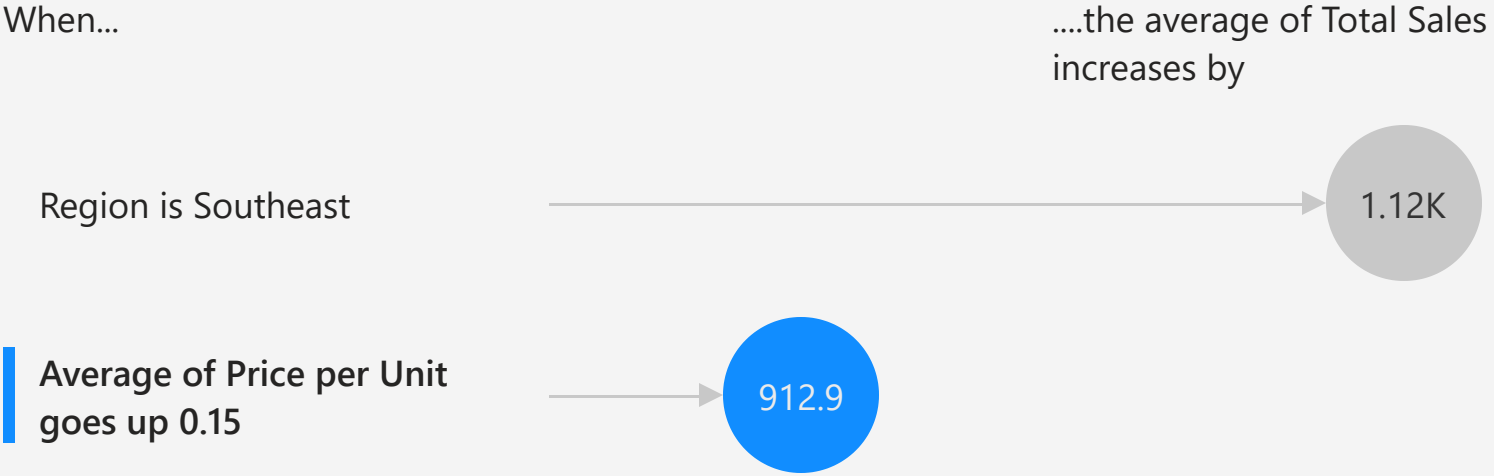 When...
....the average of Total Sales
increases by
Region is Southeast
1.12K
Average of Price per Unit
goes up 0.15
912.9